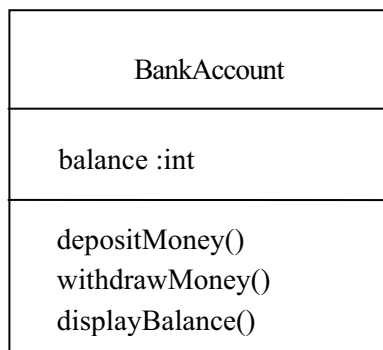 BankAccount
balance :int
depositMoney()
withdrawMoney()
displayBalance()